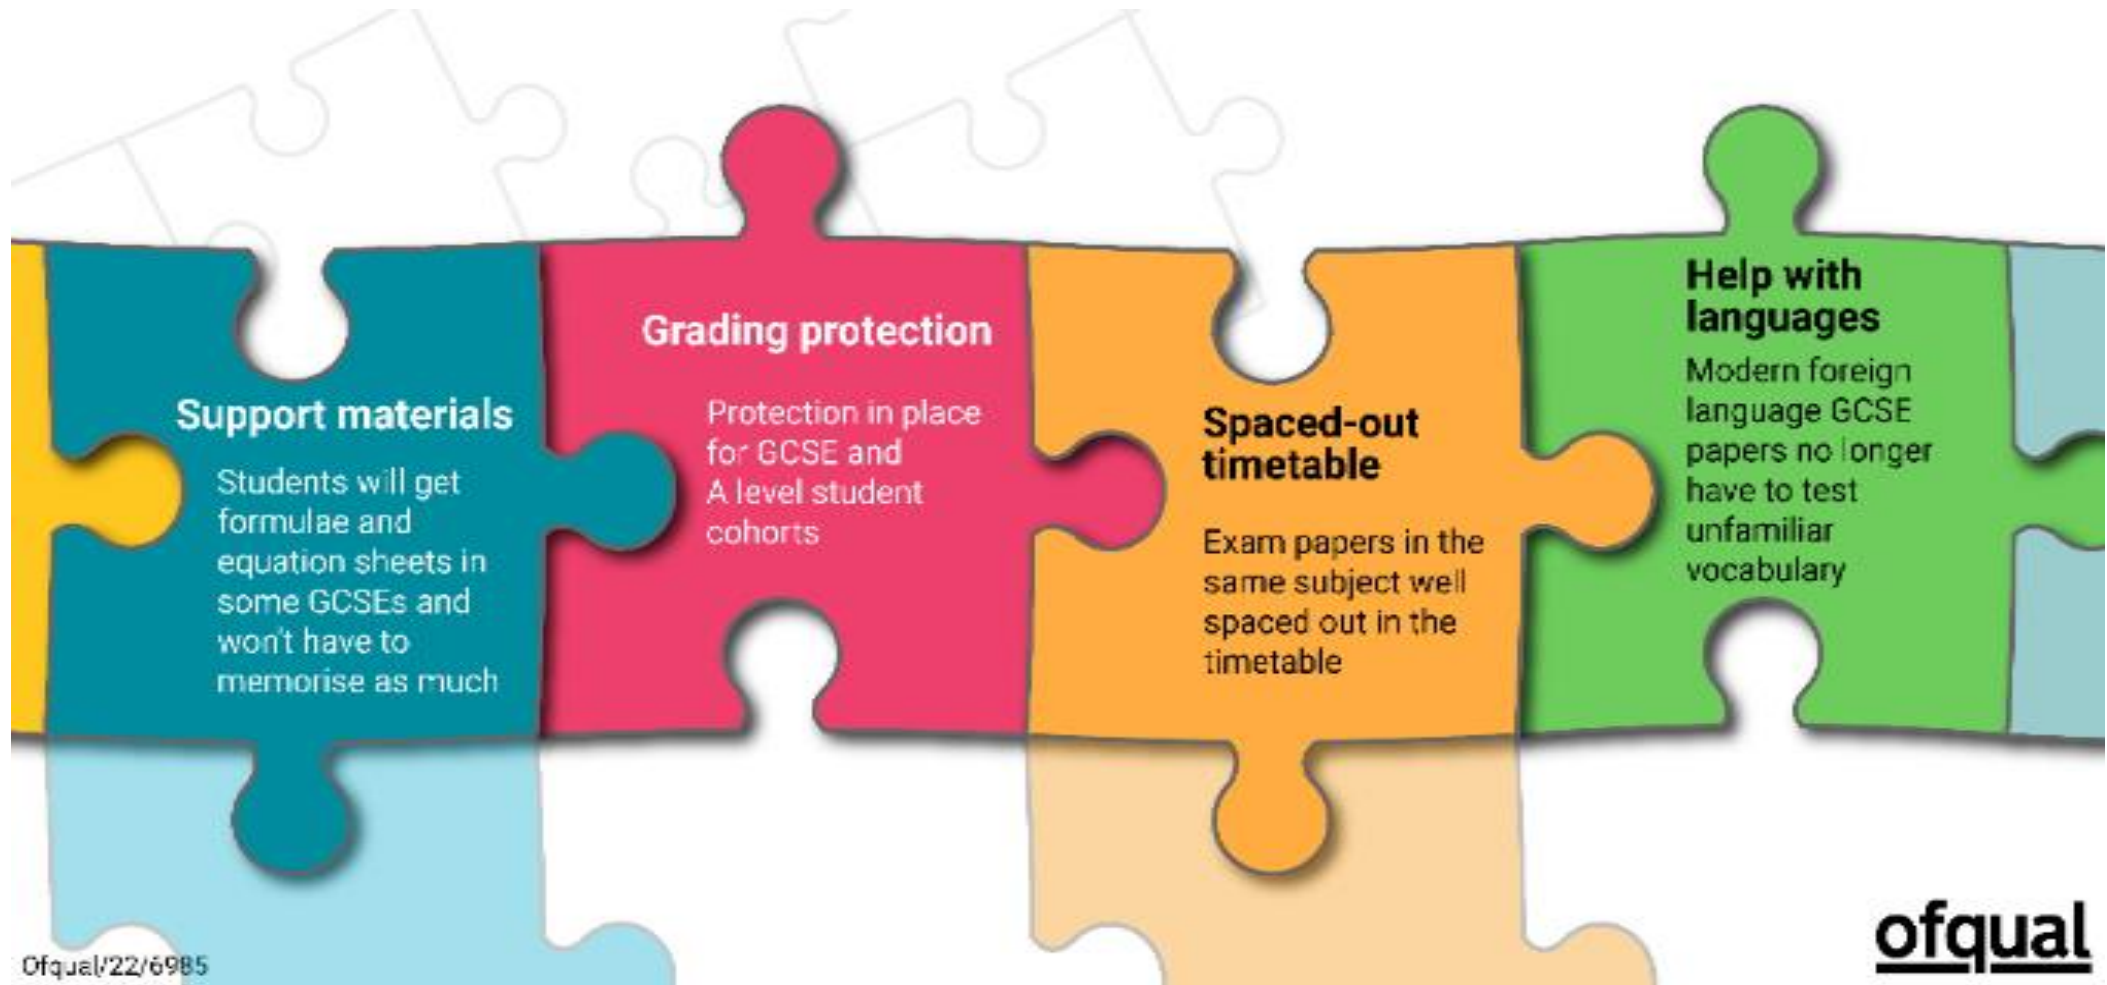 Support materials
Students will get
formulae and
equation sheets in
some GCSEs and
won't have to
memorise as much
Grading protection
Protection in place
for GCSE and
A level student
cohorts
Spaced-out
timetable
Exam papers in the
same subject well
spaced out in the
timetable
Help with
languages
Modern foreign
language GCSE
papers no longer
have to test
unfamiliar
vocabulary
Ofqual/22/6985
ofqual